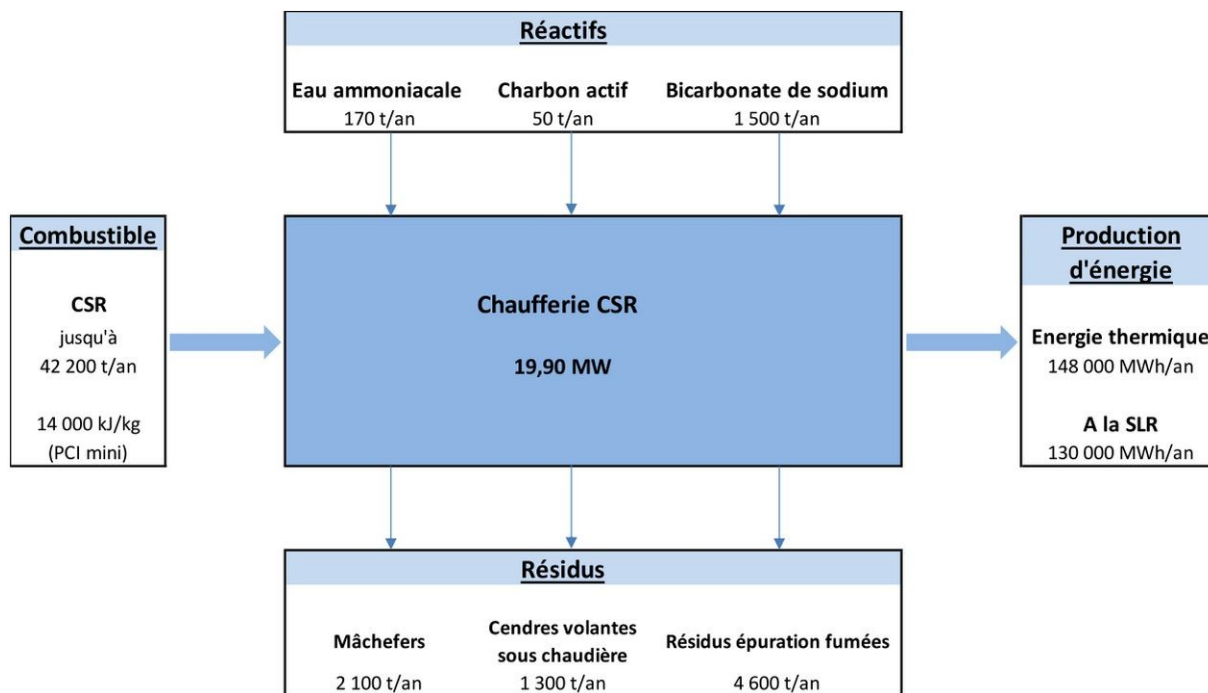 Réactifs
Eau ammoniacale
170 t/an
Charbon actif
50 t/an
Bicarbonate de sodium
1 500 t/an
Combustible
CSR
jusqu'à
42 200 t/an
14 000 kJ/kg
(PCI mini)
Chaufferie CSR
19,90 MW
Production
d'énergie
Energie thermique
148 000 MWh/an
A la SLR
130 000 MWh/an
Résidus
Mâchefers
2 100 t/an
Cendres volantes
sous chaudière
1 300 t/an
Résidus épuration fumées
4 600 t/an